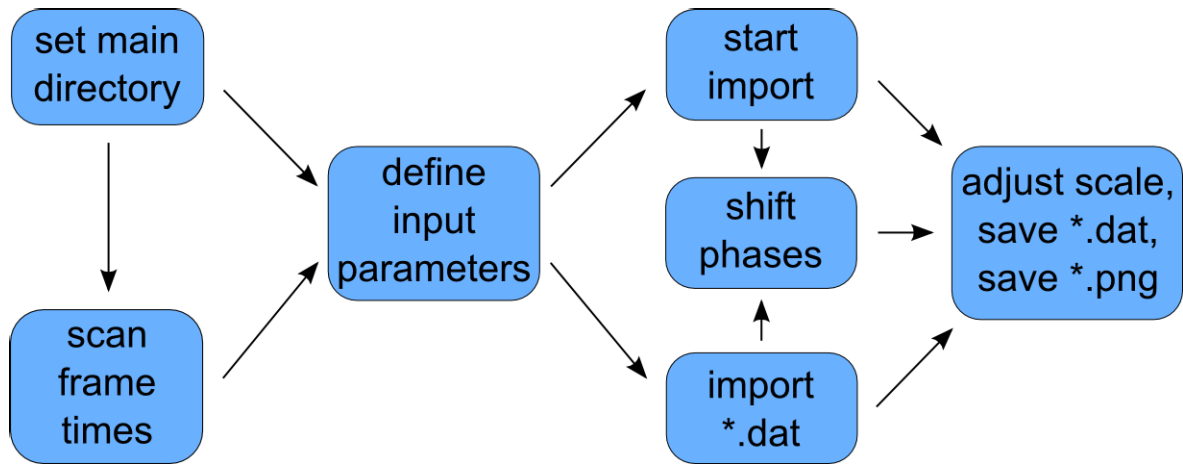 set main
directory
scan
frame
times
define
input
parameters
start
import
shift
phases
import
*.dat
adjust scale,
save *.dat,
save *.png